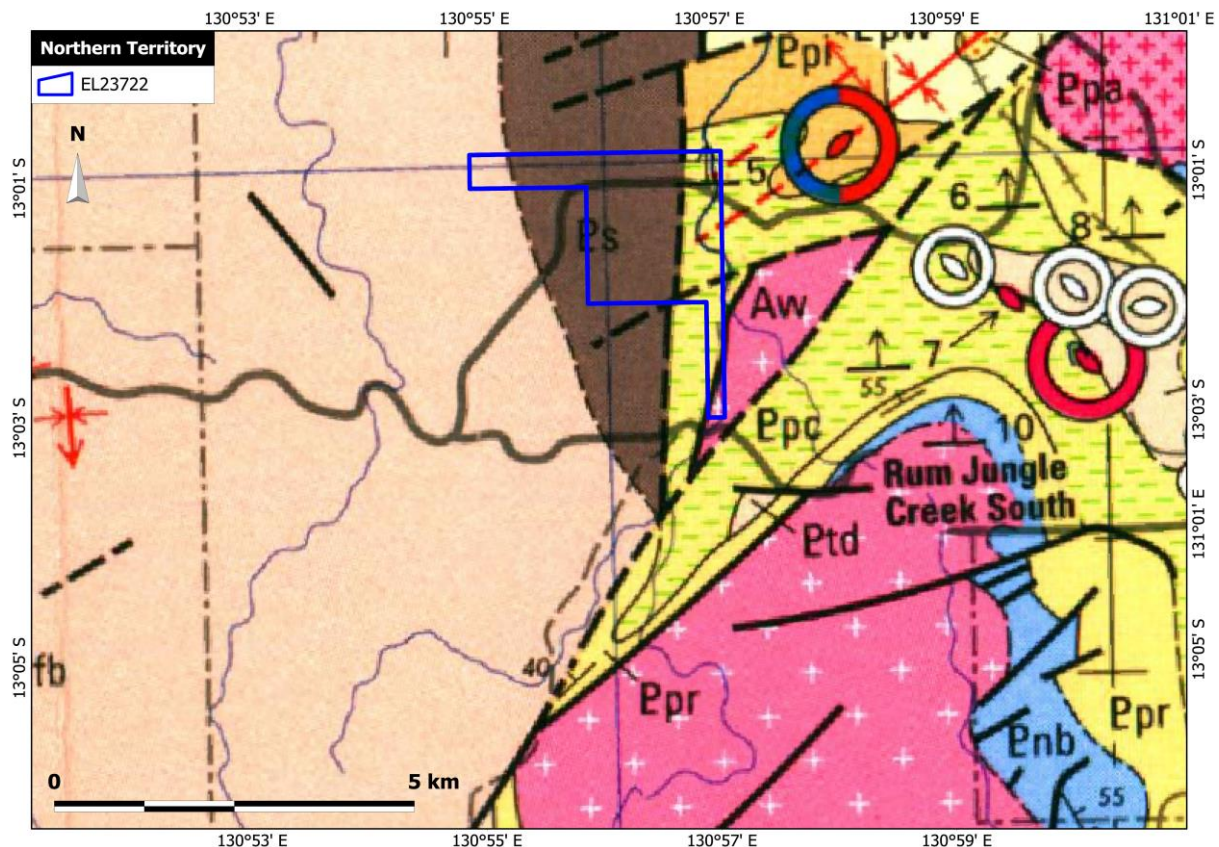 130°53' E 130°55' E 130°57' E 130°59' E 131°01' E
Northern Territory
EL23722
N
Ppi
Ppw
Ppa
13°01' S
13°01' S
5
6
8
Ps
Aw
7
55
13°03' S
13°03' S
Ppc
10
Rum Jungle
Creek South
Ptd
131°01' E
13°05' S
13°05' S
fb
40
Ppr
Ppr
Pnb
55
0 5 km
130°53' E 130°55' E 130°57' E 130°59' E